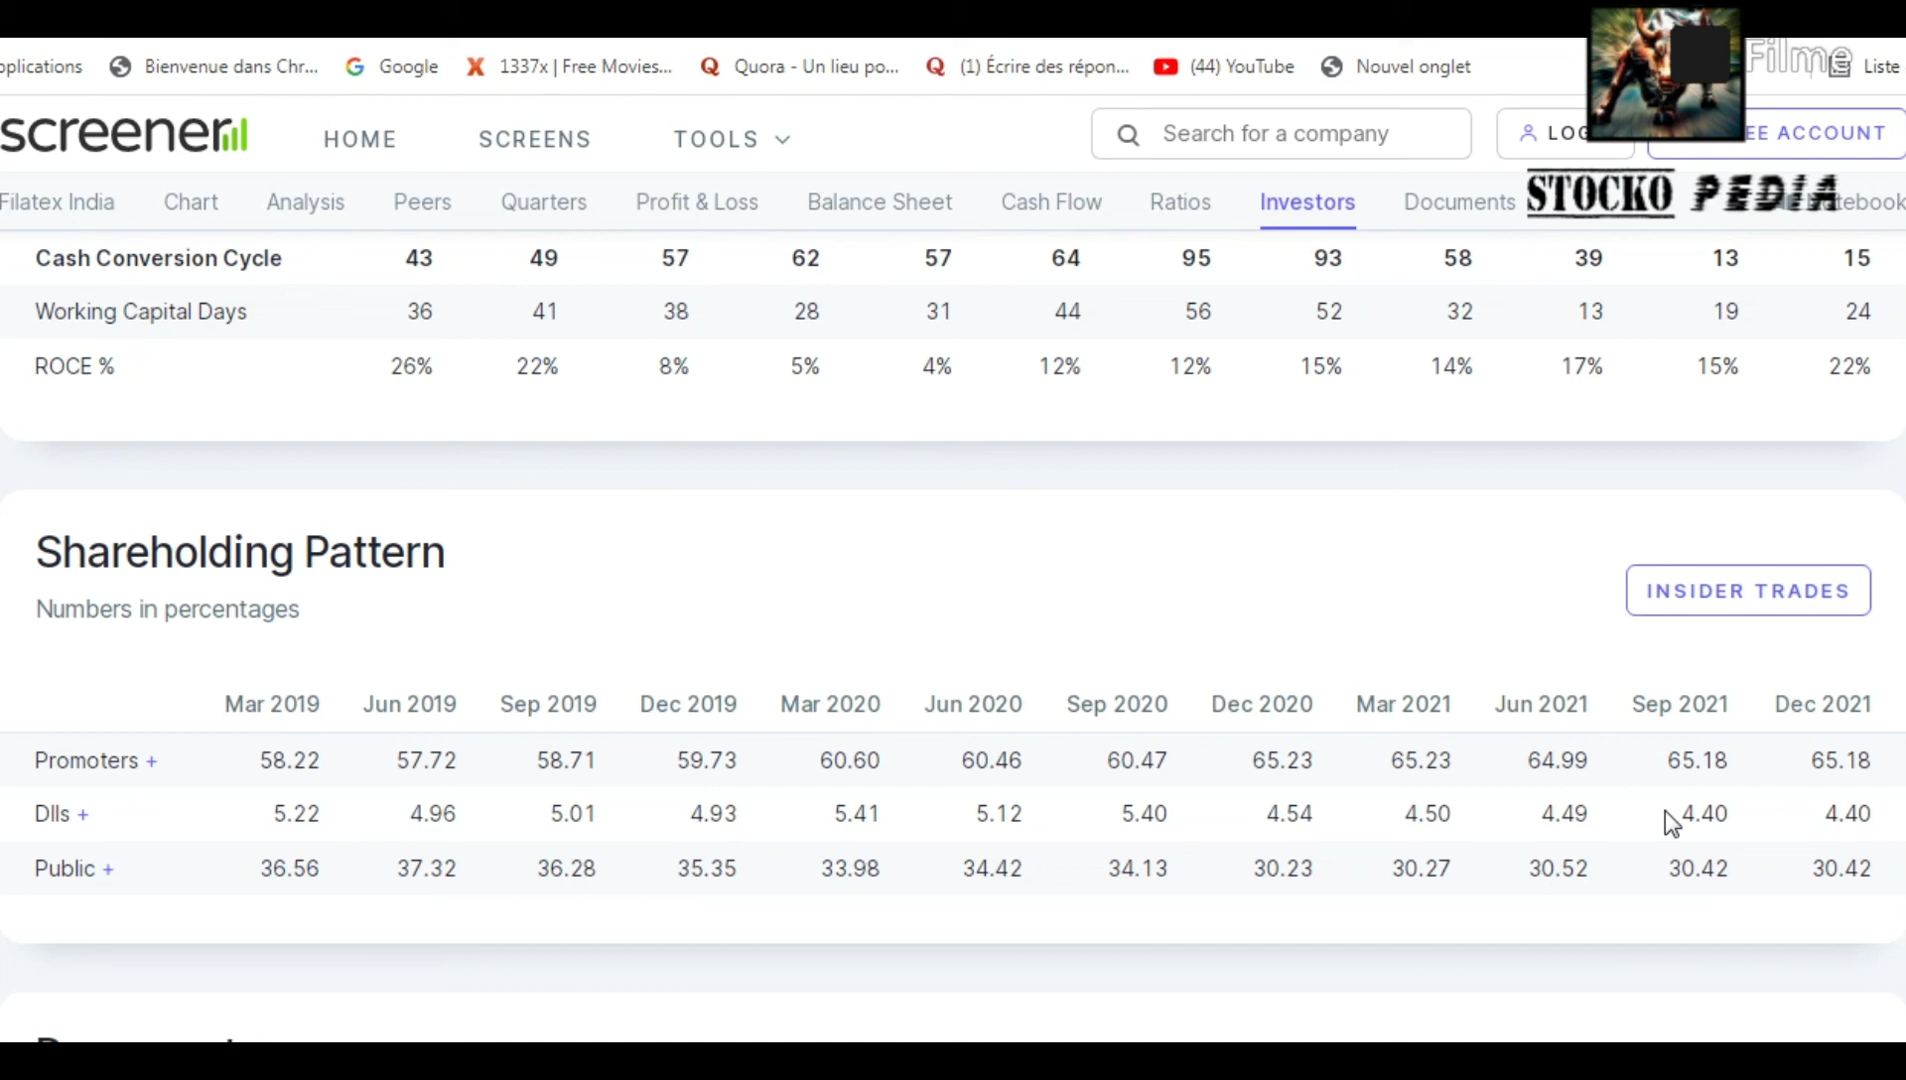 pplications Bienvenue dans Chr... Google 1337x | Free Movies... Quora - Un lieu po... (1) Écrire des répon... (44) YouTube Nouvel onglet Filme Liste
screener HOME SCREENS TOOLS Search for a company LOG EE ACCOUNT
Filatex India Chart Analysis Peers Quarters Profit & Loss Balance Sheet Cash Flow Ratios Investors Documents STOCKO PEDIA tebook
Cash Conversion Cycle 43 49 57 62 57 64 95 93 58 39 13 15
Working Capital Days 36 41 38 28 31 44 56 52 32 13 19 24
ROCE % 26% 22% 8% 5% 4% 12% 12% 15% 14% 17% 15% 22%
Shareholding Pattern
Numbers in percentages
INSIDER TRADES
Mar 2019 Jun 2019 Sep 2019 Dec 2019 Mar 2020 Jun 2020 Sep 2020 Dec 2020 Mar 2021 Jun 2021 Sep 2021 Dec 2021
Promoters + 58.22 57.72 58.71 59.73 60.60 60.46 60.47 65.23 65.23 64.99 65.18 65.18
DIIs + 5.22 4.96 5.01 4.93 5.41 5.12 5.40 4.54 4.50 4.49 4.40 4.40
Public + 36.56 37.32 36.28 35.35 33.98 34.42 34.13 30.23 30.27 30.52 30.42 30.42